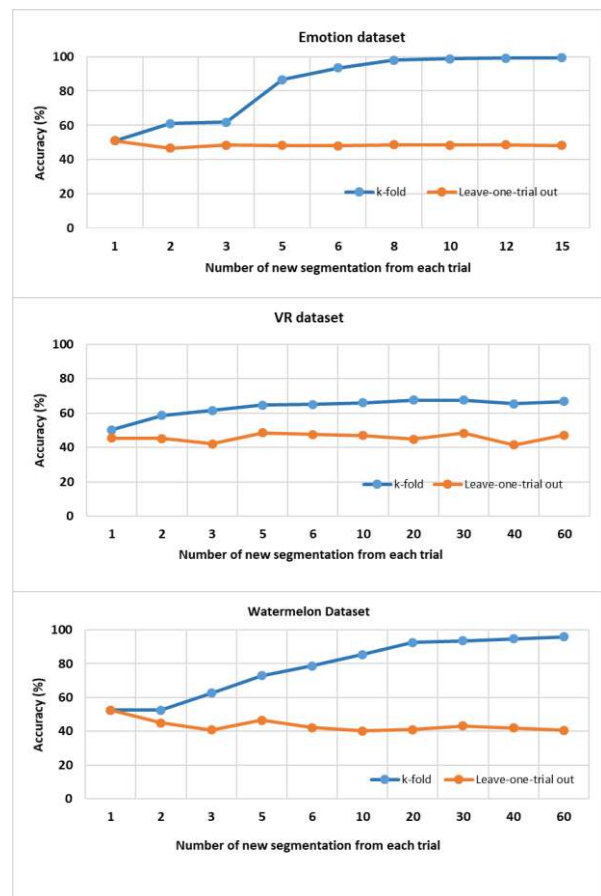 Emotion dataset
100
80
60
40
20
0
Accuracy (%)
k-fold Leave-one-trial out
1 2 3 5 6 8 10 12 15
Number of new segmentation from each trial
VR dataset
100
80
60
40
20
0
Accuracy (%)
k-fold Leave-one-trial out
1 2 3 5 6 10 20 30 40 60
Number of new segmentation from each trial
Watermelon Dataset
100
80
60
40
20
0
Accuracy (%)
k-fold Leave-one-trial out
1 2 3 5 6 10 20 30 40 60
Number of new segmentation from each trial